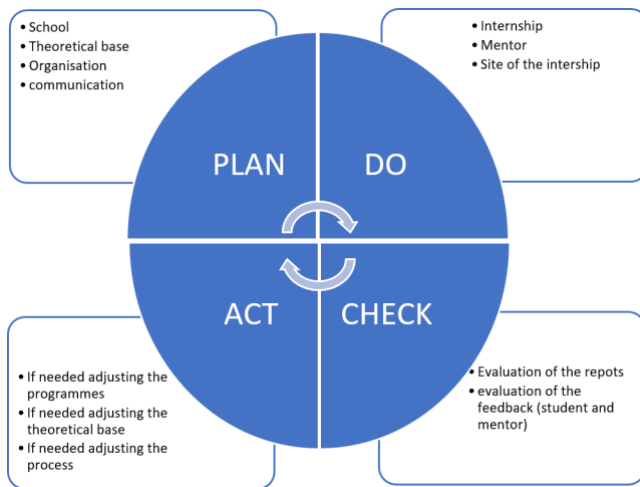 • School
• Theoretical base
• Organisation
• communication
• Internship
• Mentor
• Site of the intership
PLAN
DO
ACT
CHECK
• If needed adjusting the
programmes
• If needed adjusting the
theoretical base
• If needed adjusting the
process
• Evaluation of the repots
• evaluation of the
feedback (student and
mentor)